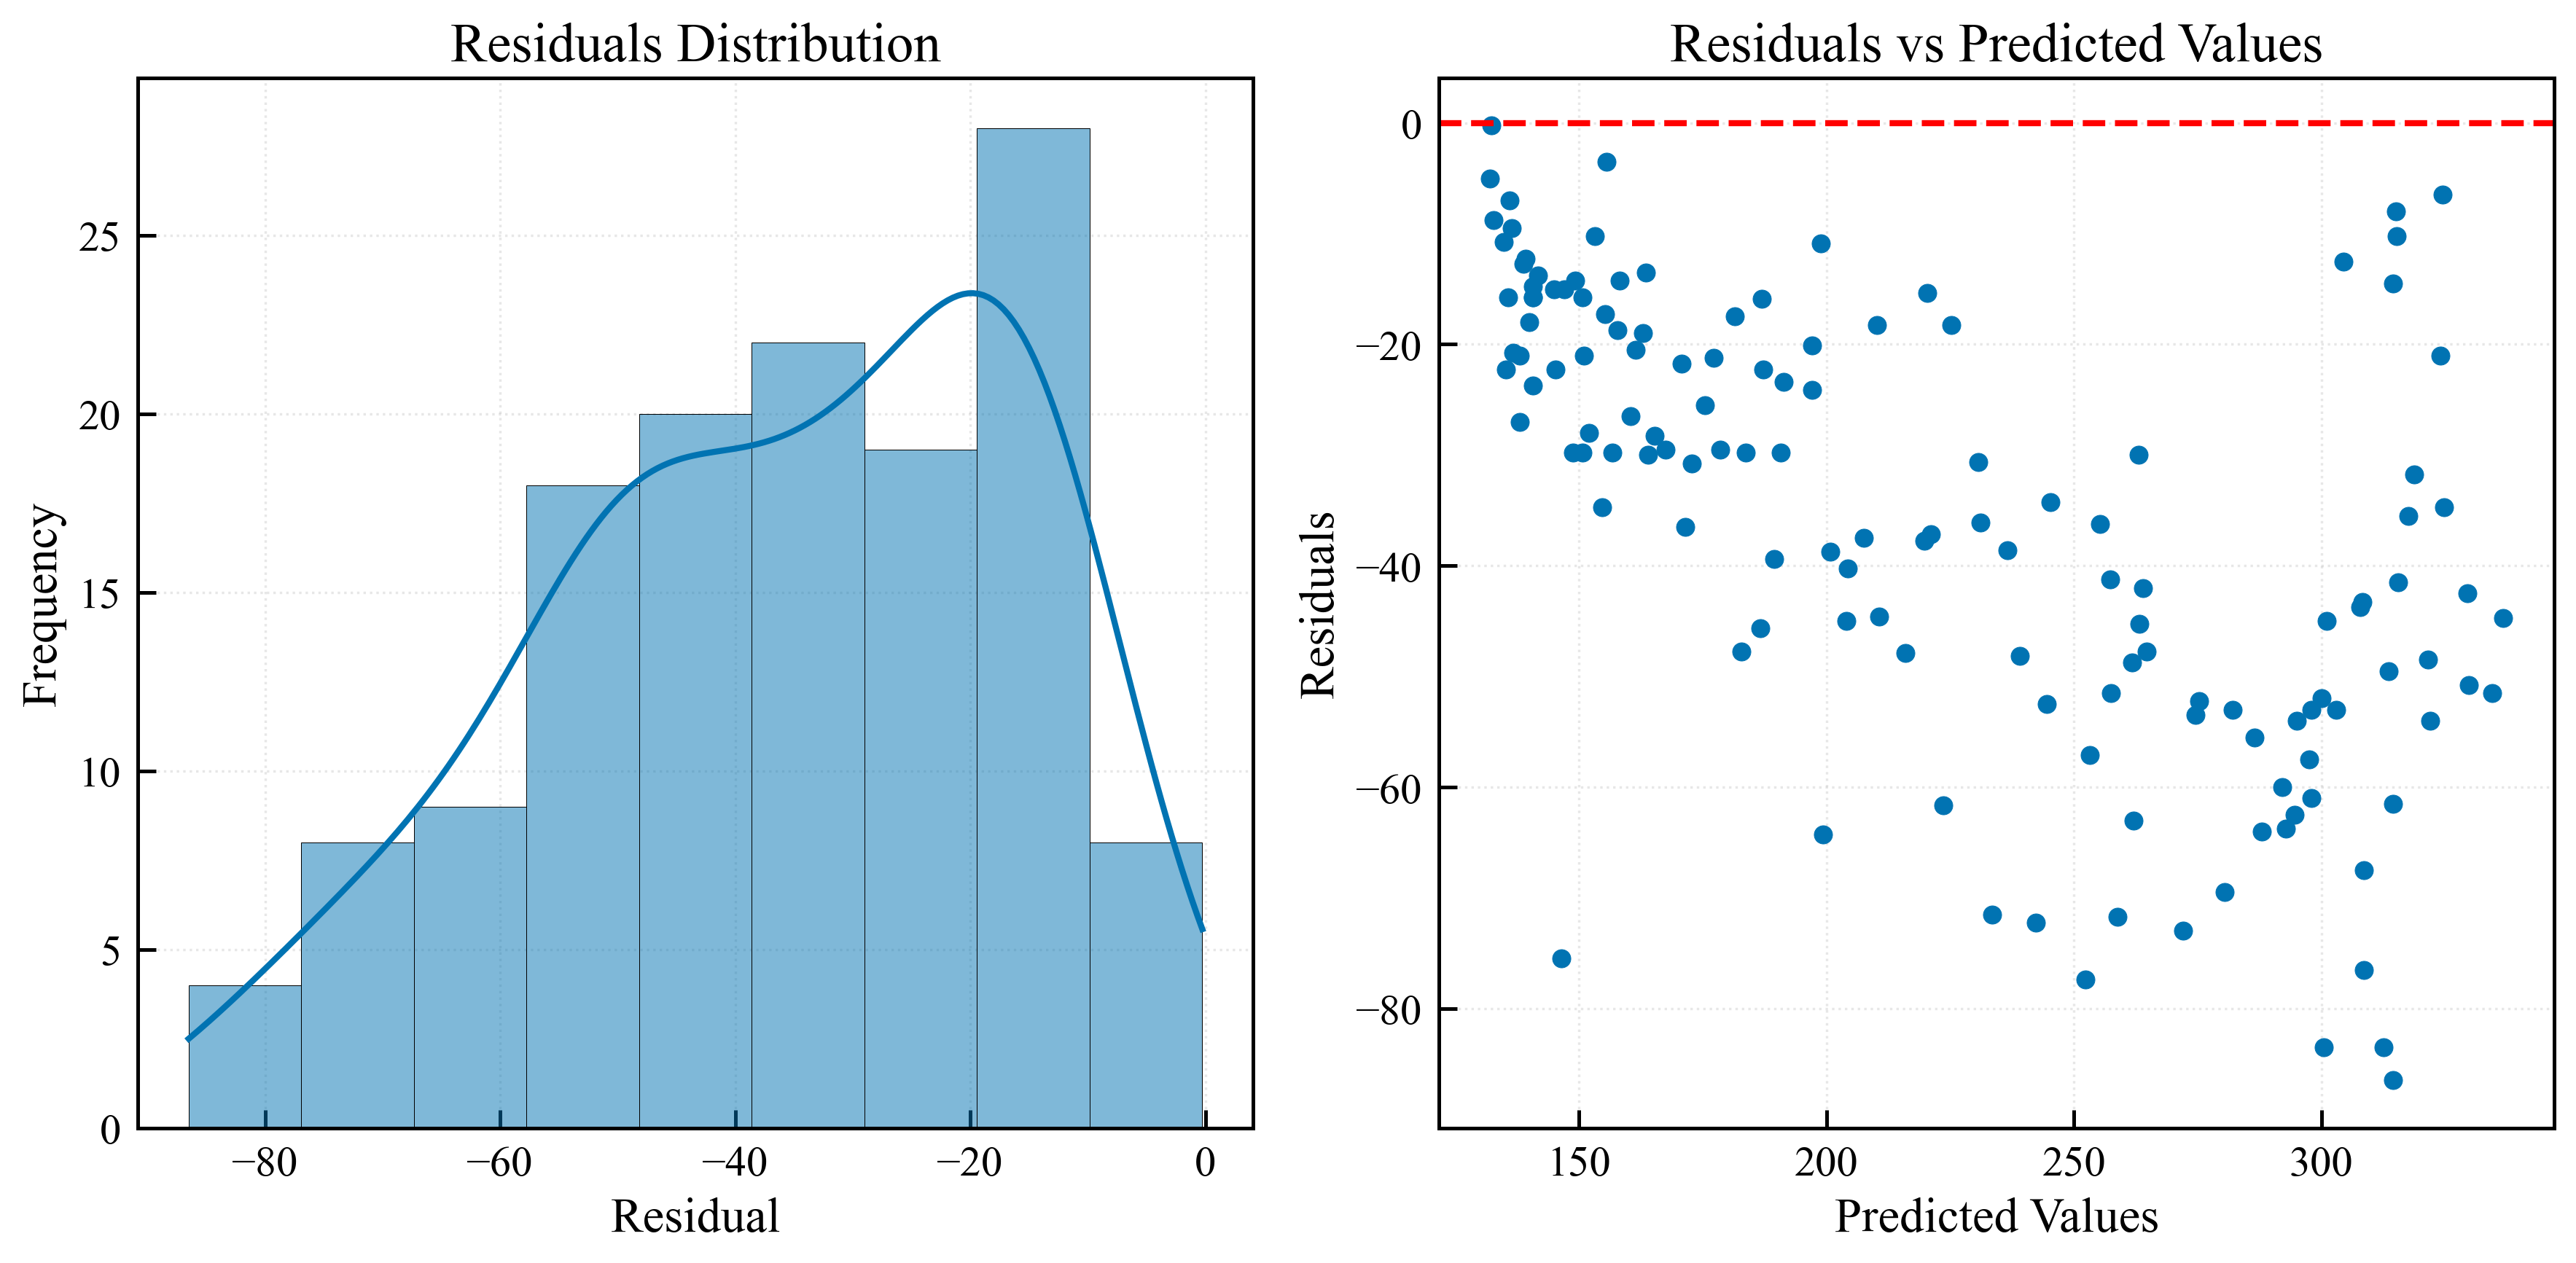 Residuals Distribution
Frequency
25
20
15
10
5
0
−80 −60 −40 −20 0
Residual
Residuals vs Predicted Values
Residuals
0
−20
−40
−60
−80
150 200 250 300
Predicted Values